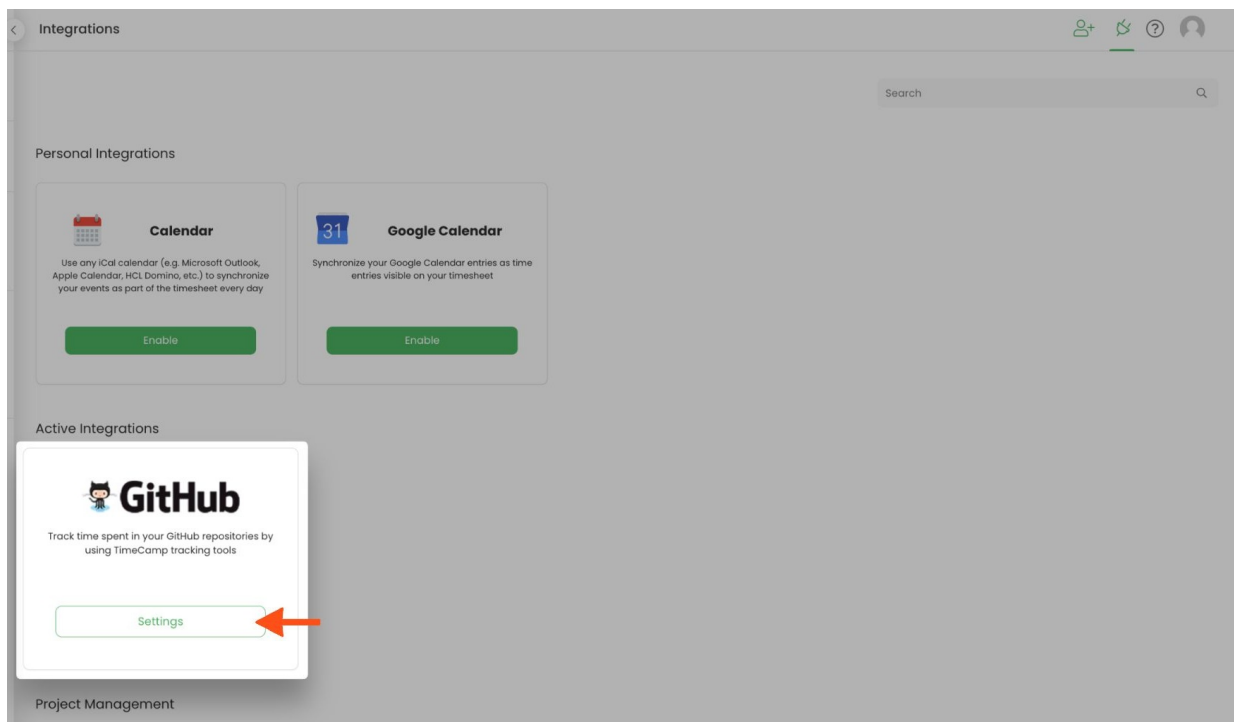 Integrations
Search
Personal Integrations
Calendar
Use any iCal calendar (e.g. Microsoft Outlook,
Apple Calendar, HCL Domino, etc.) to synchronize
your events as part of the timesheet every day
Enable
31
Google Calendar
Synchronize your Google Calendar entries as time
entries visible on your timesheet
Enable
Active Integrations
GitHub
Track time spent in your GitHub repositories by
using TimeCamp tracking tools
Settings
Project Management